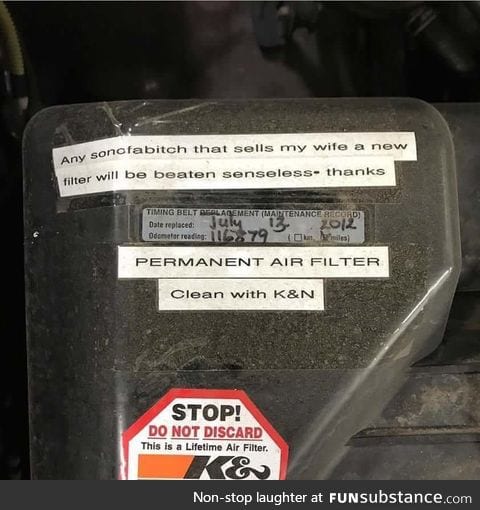 Any sonofabitch that sells my wife a new
filter will be beaten senseless- thanks
TIMING BELT REPLACEMENT (MAINTENANCE RECORD)
Date replaced: July 13 2012
Odometer reading: 116879 ( km, miles)
PERMANENT AIR FILTER
Clean with K&N
STOP!
DO NOT DISCARD
This is a Lifetime Air Filter.
K&N
Non-stop laughter at FUNsubstance.com